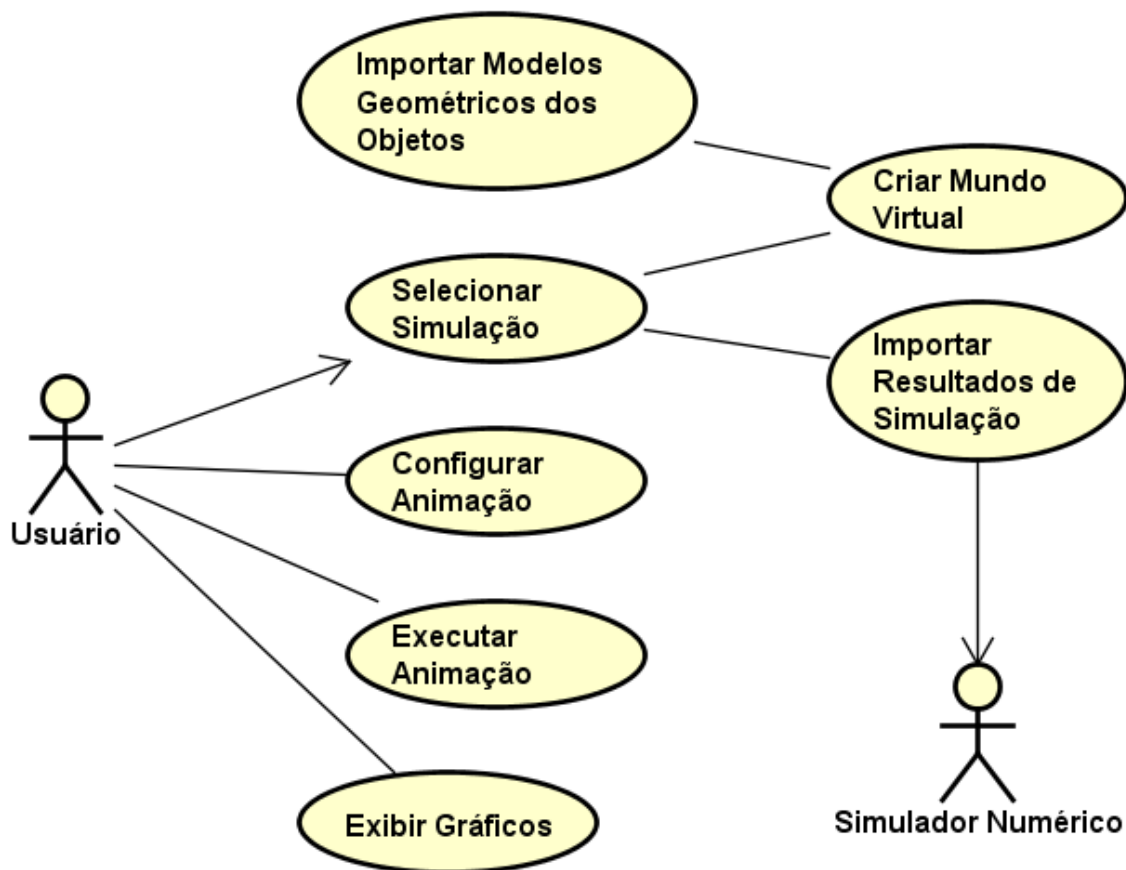 Importar Modelos
Geométricos dos
Objetos
Criar Mundo
Virtual
Selecionar
Simulação
Importar
Resultados de
Simulação
Configurar
Animação
Usuário
Executar
Animação
Exibir Gráficos
Simulador Numérico